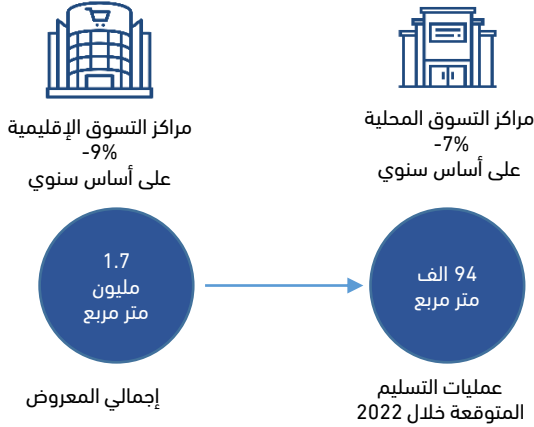 مراكز التسوق المحلية
-7%
على أساس سنوي
مراكز التسوق الإقليمية
-9%
على أساس سنوي
94 الف
متر مربع
1.7
مليون
متر مربع
عمليات التسليم
المتوقعة خلال 2022
إجمالي المعروض